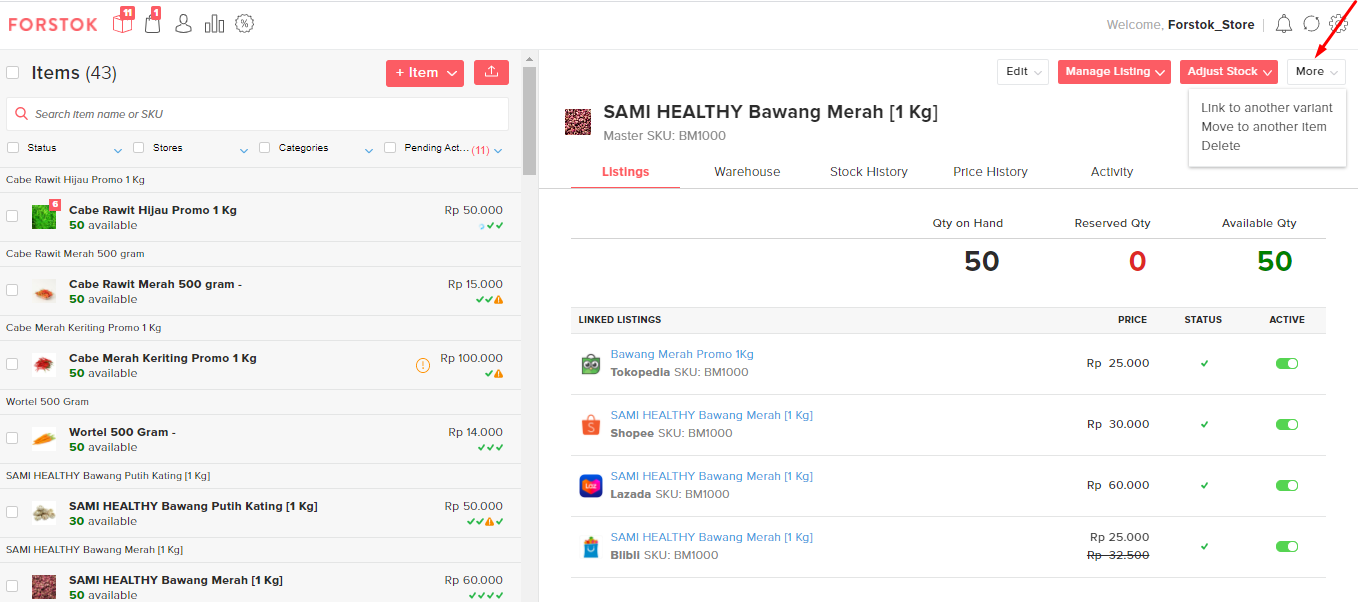 FORSTOK
11
1
Welcome, Forstok_Store
Items (43)
+ Item
Search item name or SKU
Status
Stores
Categories
Pending Act... (11)
Cabe Rawit Hijau Promo 1 Kg
6
Cabe Rawit Hijau Promo 1 Kg
Rp 50.000
50 available
Cabe Rawit Merah 500 gram
Cabe Rawit Merah 500 gram -
Rp 15.000
50 available
Cabe Merah Keriting Promo 1 Kg
Cabe Merah Keriting Promo 1 Kg
Rp 100.000
50 available
Wortel 500 Gram
Wortel 500 Gram -
Rp 14.000
50 available
SAMI HEALTHY Bawang Putih Kating [1 Kg]
SAMI HEALTHY Bawang Putih Kating [1 Kg]
Rp 50.000
30 available
SAMI HEALTHY Bawang Merah [1 Kg]
SAMI HEALTHY Bawang Merah [1 Kg]
Rp 60.000
50 available
Edit
Manage Listing
Adjust Stock
More
Link to another variant
Move to another item
Delete
SAMI HEALTHY Bawang Merah [1 Kg]
Master SKU: BM1000
Listings
Warehouse
Stock History
Price History
Activity
Qty on Hand
Reserved Qty
Available Qty
50
0
50
LINKED LISTINGS
PRICE
STATUS
ACTIVE
Bawang Merah Promo 1Kg
Tokopedia SKU: BM1000
Rp 25.000
SAMI HEALTHY Bawang Merah [1 Kg]
Shopee SKU: BM1000
Rp 30.000
SAMI HEALTHY Bawang Merah [1 Kg]
Lazada SKU: BM1000
Rp 60.000
SAMI HEALTHY Bawang Merah [1 Kg]
Blibli SKU: BM1000
Rp 25.000
Rp 32.500